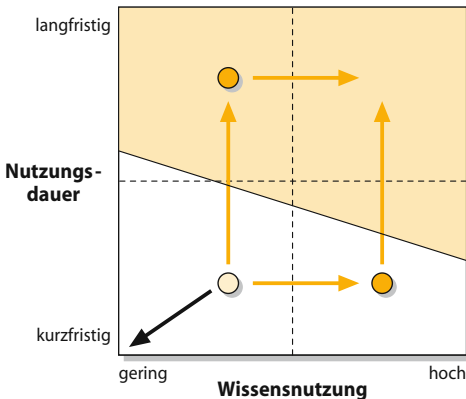 langfristig
Nutzungs-
dauer
kurzfristig
gering
hoch
Wissensnutzung